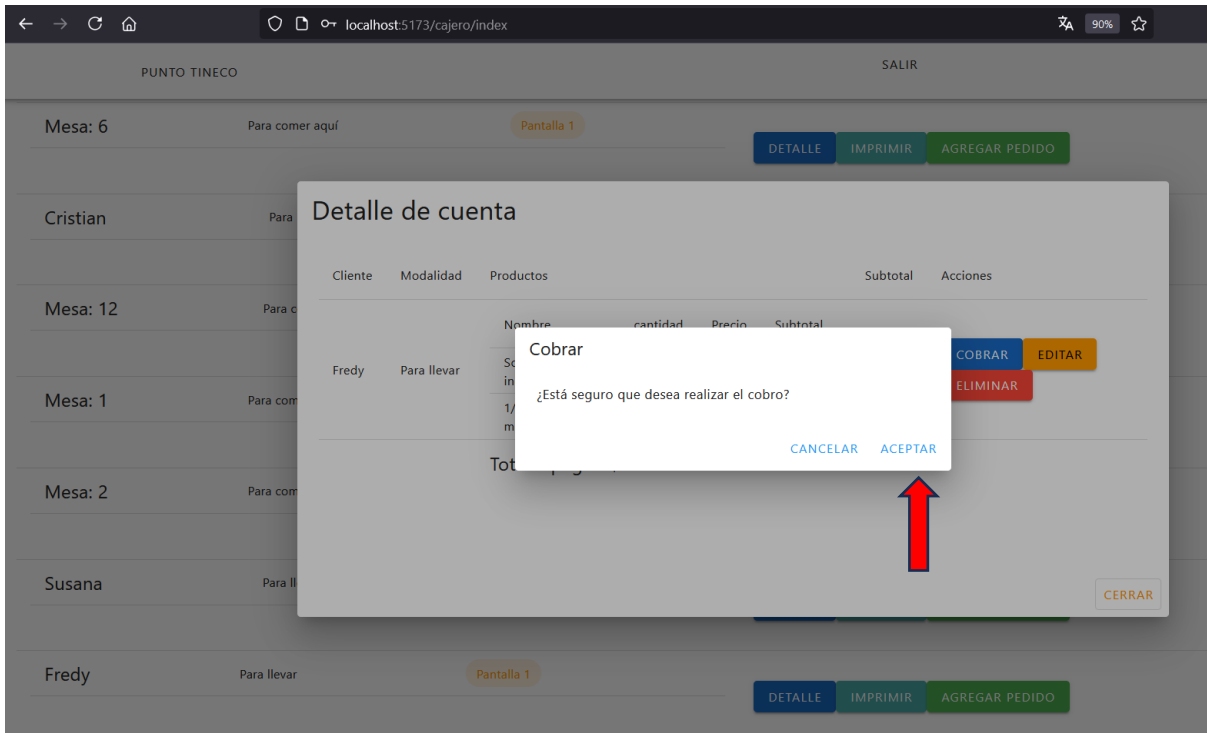 localhost:5173/cajero/index 90%
PUNTO TINECO SALIR
Mesa: 6 Para comer aquí Pantalla 1
DETALLE IMPRIMIR AGREGAR PEDIDO
Cristian Para
Detalle de cuenta
Cliente Modalidad Productos Subtotal Acciones
Mesa: 12 Para c
Nombre cantidad Precio Subtotal
Cobrar
COBRAR EDITAR
Fredy Para llevar
ELIMINAR
¿Está seguro que desea realizar el cobro?
Mesa: 1 Para com
1/
CANCELAR ACEPTAR
Mesa: 2 Para com
Susana Para ll
CERRAR
Fredy Para llevar Pantalla 1
DETALLE IMPRIMIR AGREGAR PEDIDO